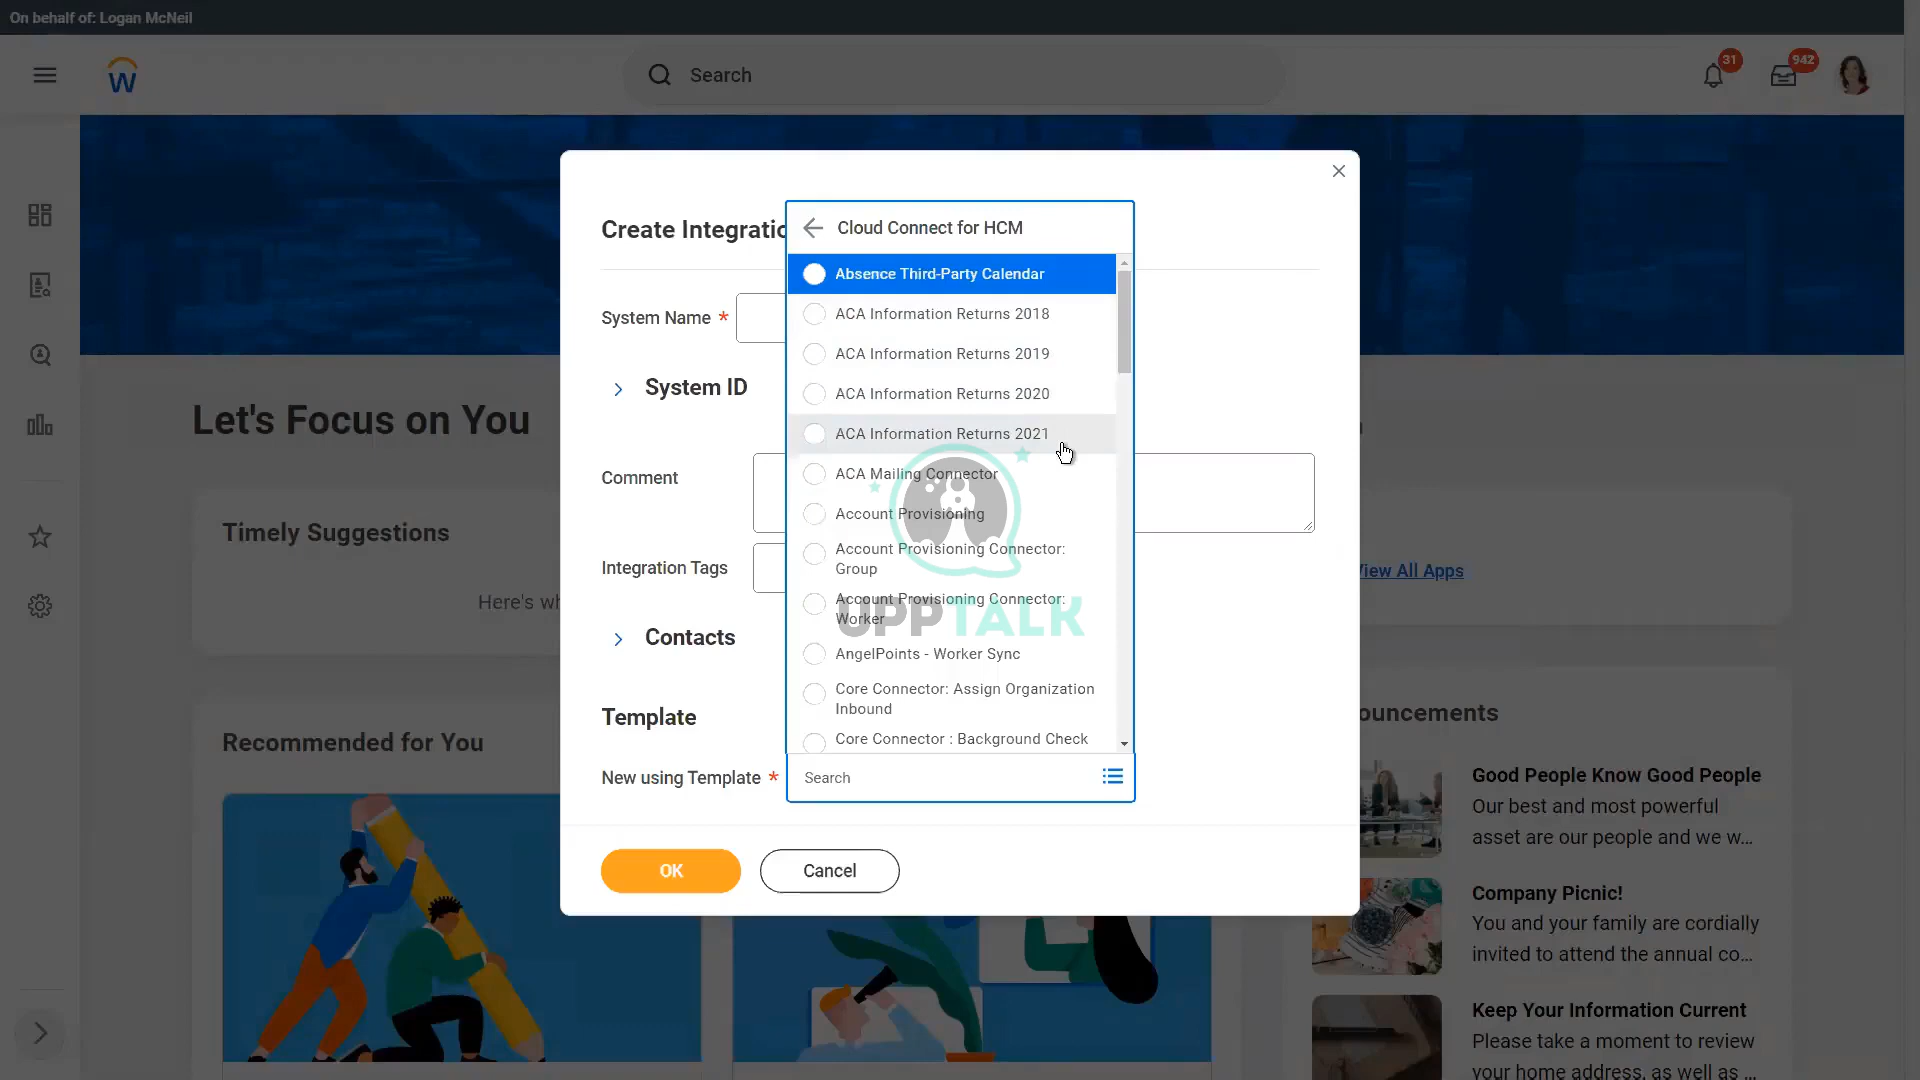 On behalf of: Logan McNeil
W
Search
31
942
Create Integratio
Cloud Connect for HCM
Absence Third-Party Calendar
System Name *
ACA Information Returns 2018
ACA Information Returns 2019
System ID
ACA Information Returns 2020
Let's Focus on You
ACA Information Returns 2021
Comment
ACA Mailing Connector
Account Provisioning
Timely Suggestions
Account Provisioning Connector:
Group
Integration Tags
View All Apps
Here's wh
Account Provisioning Connector:
Worker
UPPTALK
Contacts
AngelPoints - Worker Sync
Core Connector: Assign Organization
Inbound
Template
ouncements
Recommended for You
Core Connector : Background Check
New using Template *
Search
Good People Know Good People
Our best and most powerful
asset are our people and we w...
OK
Cancel
Company Picnic!
You and your family are cordially
invited to attend the annual co...
Keep Your Information Current
Please take a moment to review
your home address, as well as ...